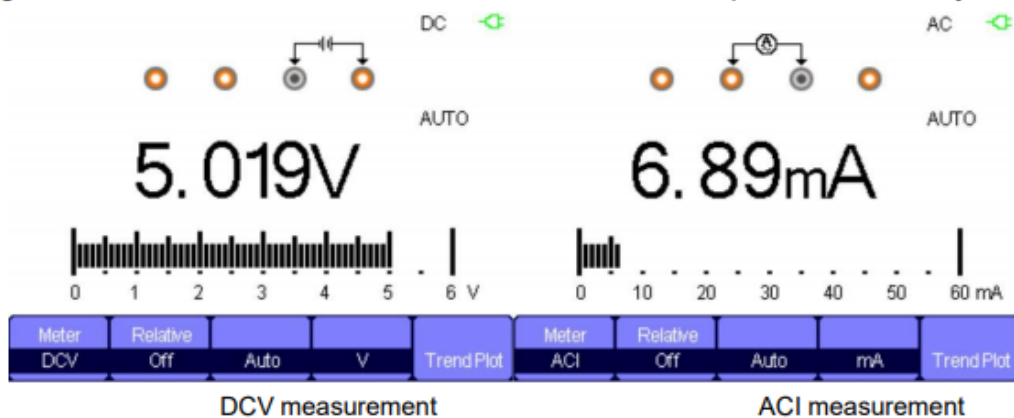 DC
AUTO
5.019V
0 1 2 3 4 5 6 V
Meter Relative
DCV Off Auto V Trend Plot
DCV measurement
AC
A
AUTO
6.89mA
0 10 20 30 40 50 60 mA
Meter Relative
ACI Off Auto mA Trend Plot
ACI measurement